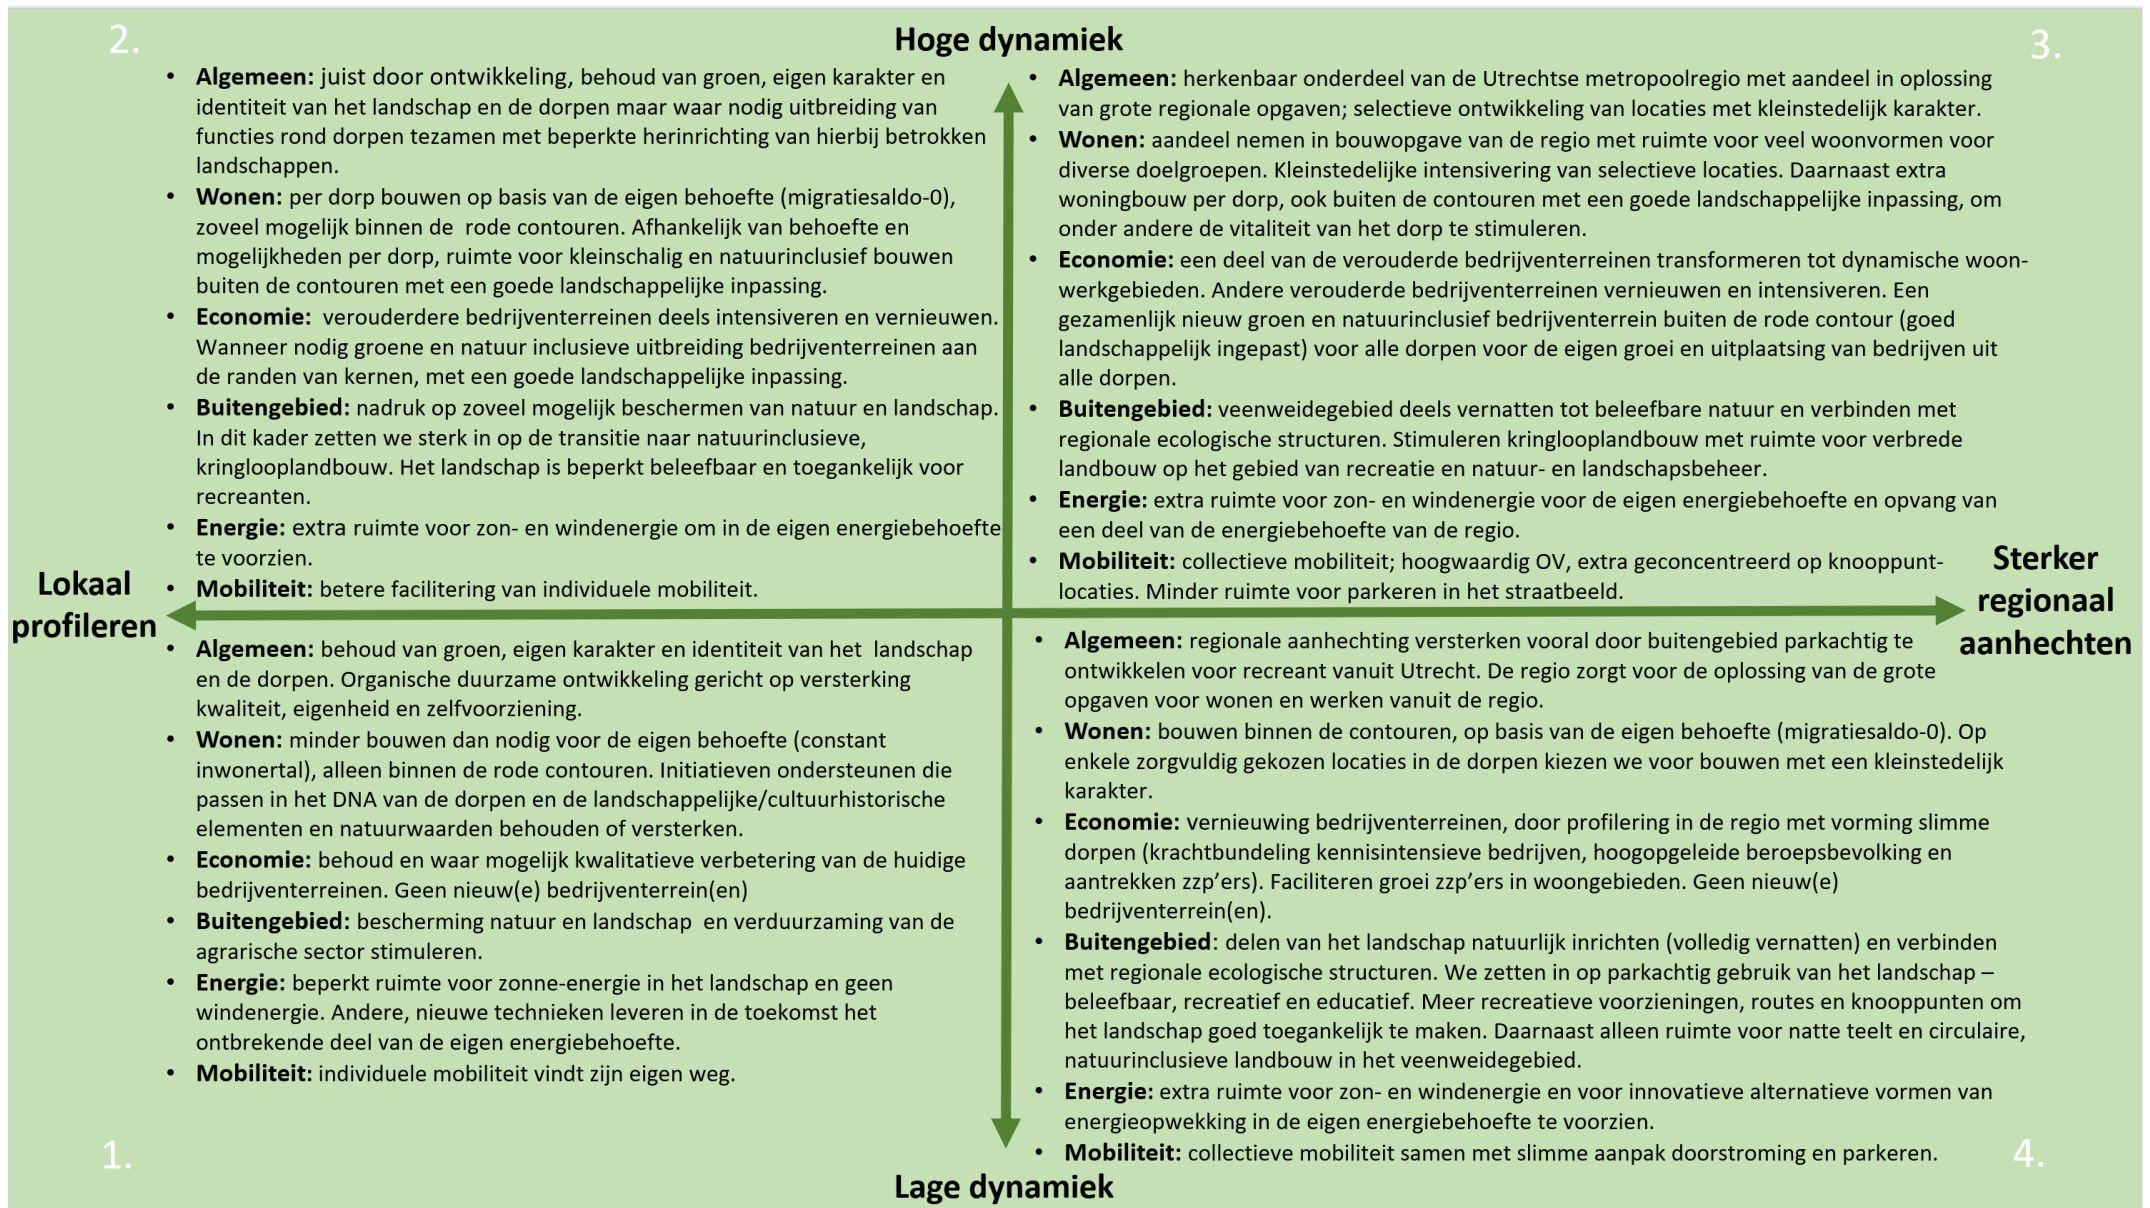 2.
Hoge dynamiek
3.
• Algemeen: juist door ontwikkeling, behoud van groen, eigen karakter en
identiteit van het landschap en de dorpen maar waar nodig uitbreiding van
functies rond dorpen tezamen met beperkte herinrichting van hierbij betrokken
landschappen.
• Wonen: per dorp bouwen op basis van de eigen behoefte (migratiesaldo-0),
zoveel mogelijk binnen de rode contouren. Afhankelijk van behoefte en
mogelijkheden per dorp, ruimte voor kleinschalig en natuurinclusief bouwen
buiten de contouren met een goede landschappelijke inpassing.
• Economie: verouderdere bedrijventerreinen deels intensiveren en vernieuwen.
Wanneer nodig groene en natuur inclusieve uitbreiding bedrijventerreinen aan
de randen van kernen, met een goede landschappelijke inpassing.
• Buitengebied: nadruk op zoveel mogelijk beschermen van natuur en landschap.
In dit kader zetten we sterk in op de transitie naar natuurinclusieve,
kringlooplandbouw. Het landschap is beperkt beleefbaar en toegankelijk voor
recreanten.
• Energie: extra ruimte voor zon- en windenergie om in de eigen energiebehoefte
te voorzien.
• Mobiliteit: betere facilitering van individuele mobiliteit.
• Algemeen: herkenbaar onderdeel van de Utrechtse metropoolregio met aandeel in oplossing
van grote regionale opgaven; selectieve ontwikkeling van locaties met kleinstedelijk karakter.
• Wonen: aandeel nemen in bouwopgave van de regio met ruimte voor veel woonvormen voor
diverse doelgroepen. Kleinstedelijke intensivering van selectieve locaties. Daarnaast extra
woningbouw per dorp, ook buiten de contouren met een goede landschappelijke inpassing, om
onder andere de vitaliteit van het dorp te stimuleren.
• Economie: een deel van de verouderde bedrijventerreinen transformeren tot dynamische woon-
werkgebieden. Andere verouderde bedrijventerreinen vernieuwen en intensiveren. Een
gezamenlijk nieuw groen en natuurinclusief bedrijventerrein buiten de rode contour (goed
landschappelijk ingepast) voor alle dorpen voor de eigen groei en uitplaatsing van bedrijven uit
alle dorpen.
• Buitengebied: veenweidegebied deels vernatten tot beleefbare natuur en verbinden met
regionale ecologische structuren. Stimuleren kringlooplandbouw met ruimte voor verbrede
landbouw op het gebied van recreatie en natuur- en landschapsbeheer.
• Energie: extra ruimte voor zon- en windenergie voor de eigen energiebehoefte en opvang van
een deel van de energiebehoefte van de regio.
• Mobiliteit: collectieve mobiliteit; hoogwaardig OV, extra geconcentreerd op knooppunt-
locaties. Minder ruimte voor parkeren in het straatbeeld.
Lokaal
profileren
Sterker
regionaal
aanhechten
• Algemeen: behoud van groen, eigen karakter en identiteit van het landschap
en de dorpen. Organische duurzame ontwikkeling gericht op versterking
kwaliteit, eigenheid en zelfvoorziening.
• Wonen: minder bouwen dan nodig voor de eigen behoefte (constant
inwonertal), alleen binnen de rode contouren. Initiatieven ondersteunen die
passen in het DNA van de dorpen en de landschappelijke/cultuurhistorische
elementen en natuurwaarden behouden of versterken.
• Economie: behoud en waar mogelijk kwalitatieve verbetering van de huidige
bedrijventerreinen. Geen nieuw(e) bedrijventerrein(en)
• Buitengebied: bescherming natuur en landschap en verduurzaming van de
agrarische sector stimuleren.
• Energie: beperkt ruimte voor zonne-energie in het landschap en geen
windenergie. Andere, nieuwe technieken leveren in de toekomst het
ontbrekende deel van de eigen energiebehoefte.
• Mobiliteit: individuele mobiliteit vindt zijn eigen weg.
• Algemeen: regionale aanhechting versterken vooral door buitengebied parkachtig te
ontwikkelen voor recreant vanuit Utrecht. De regio zorgt voor de oplossing van de grote
opgaven voor wonen en werken vanuit de regio.
• Wonen: bouwen binnen de contouren, op basis van de eigen behoefte (migratiesaldo-0). Op
enkele zorgvuldig gekozen locaties in de dorpen kiezen we voor bouwen met een kleinstedelijk
karakter.
• Economie: vernieuwing bedrijventerreinen, door profilering in de regio met vorming slimme
dorpen (krachtbundeling kennisintensieve bedrijven, hoogopgeleide beroepsbevolking en
aantrekken zzp’ers). Faciliteren groei zzp’ers in woongebieden. Geen nieuw(e)
bedrijventerrein(en).
• Buitengebied: delen van het landschap natuurlijk inrichten (volledig vernatten) en verbinden
met regionale ecologische structuren. We zetten in op parkachtig gebruik van het landschap –
beleefbaar, recreatief en educatief. Meer recreatieve voorzieningen, routes en knooppunten om
het landschap goed toegankelijk te maken. Daarnaast alleen ruimte voor natte teelt en circulaire,
natuurinclusieve landbouw in het veenweidegebied.
• Energie: extra ruimte voor zon- en windenergie en voor innovatieve alternatieve vormen van
energieopwekking in de eigen energiebehoefte te voorzien.
• Mobiliteit: collectieve mobiliteit samen met slimme aanpak doorstroming en parkeren.
1.
4.
Lage dynamiek